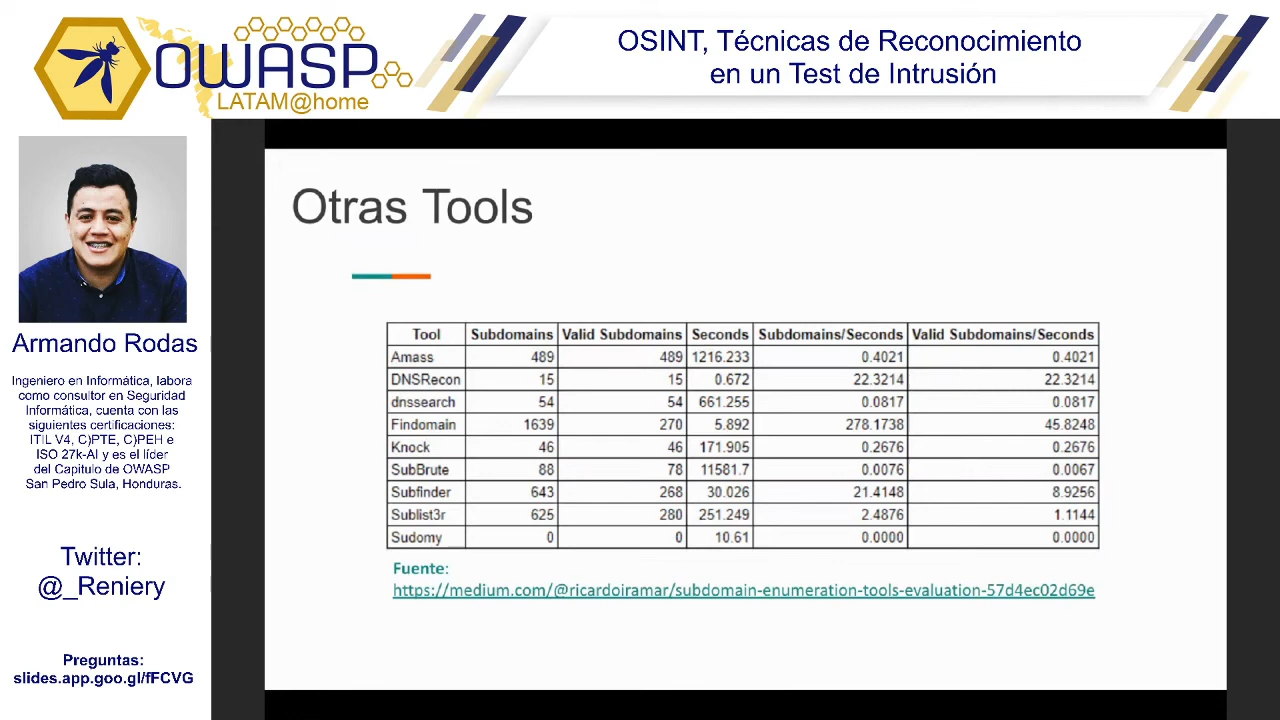 OWASP
LATAM@home
OSINT, Técnicas de Reconocimiento
en un Test de Intrusión
Armando Rodas
Ingeniero en Informática, labora
como consultor en Seguridad
Informática, cuenta con las
siguientes certificaciones:
ITIL V4, C)PTE, C)PEH e
ISO 27k-AI y es el líder
del Capitulo de OWASP
San Pedro Sula, Honduras.
Twitter:
@_Reniery
Preguntas:
slides.app.goo.gl/fFCVG
Otras Tools
Tool Subdomains Valid Subdomains Seconds Subdomains/Seconds Valid Subdomains/Seconds
Amass 489 489 1216.233 0.4021 0.4021
DNSRecon 15 15 0.672 22.3214 22.3214
dnssearch 54 54 661.255 0.0817 0.0817
Findomain 1639 270 5.892 278.1738 45.8248
Knock 46 46 171.905 0.2676 0.2676
SubBrute 88 78 11581.7 0.0076 0.0067
Subfinder 643 268 30.026 21.4148 8.9256
Sublist3r 625 280 251.249 2.4876 1.1144
Sudomy 0 0 10.61 0.0000 0.0000
Fuente:
https://medium.com/@ricardoiramar/subdomain-enumeration-tools-evaluation-57d4ec02d69e